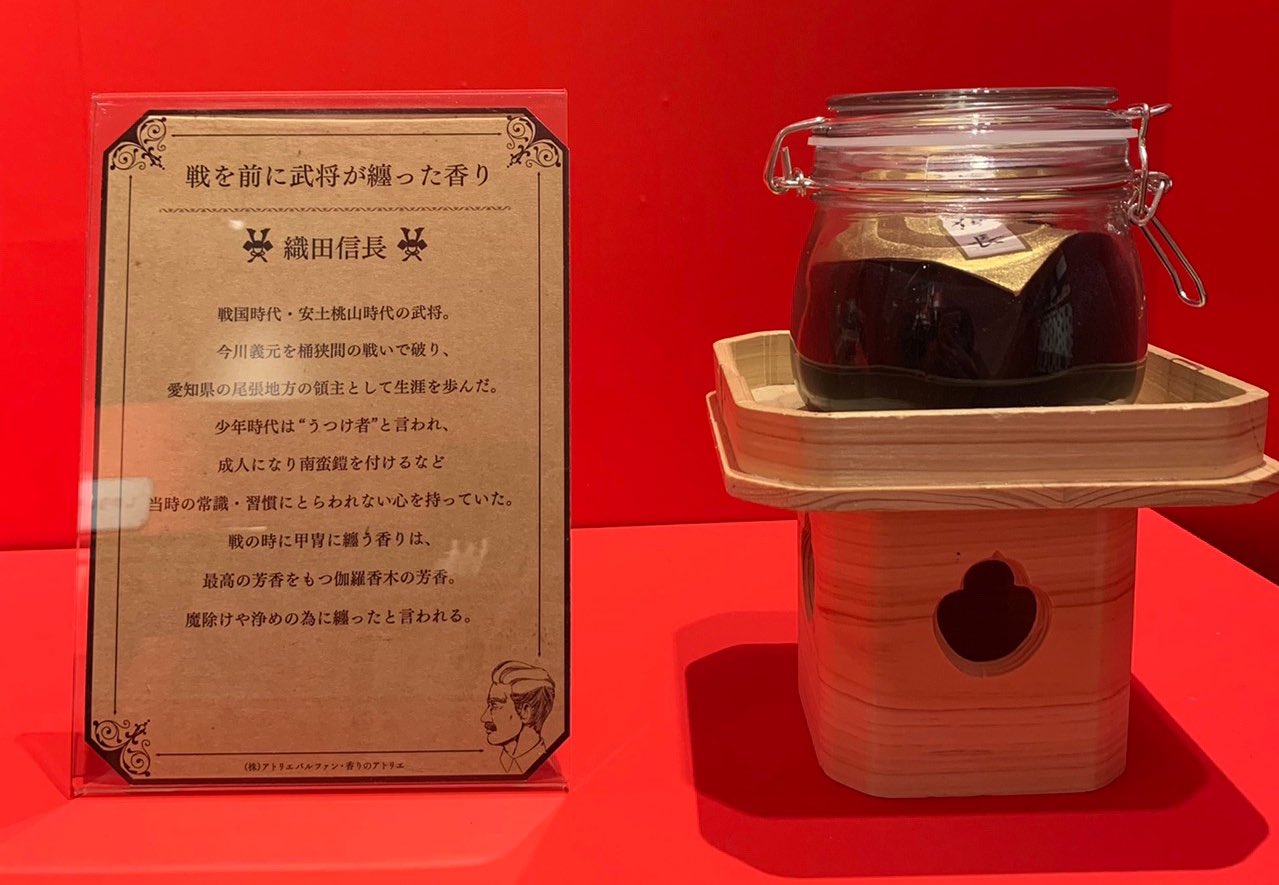 戦を前に武将が纏った香り
織田信長
戦国時代・安土桃山時代の武将。
今川義元を桶狭間の戦いで破り、
愛知県の尾張地方の領主として生涯を歩んだ。
少年時代は“うつけ者”と言われ、
成人になり南蛮鎧を付けるなど
当時の常識・習慣にとらわれない心を持っていた。
戦の時に甲冑に纏う香りは、
最高の芳香をもつ伽羅香木の芳香。
魔除けや浄めの為に纏ったと言われる。
(株)アトリエパルファン・香りのアトリエ
長